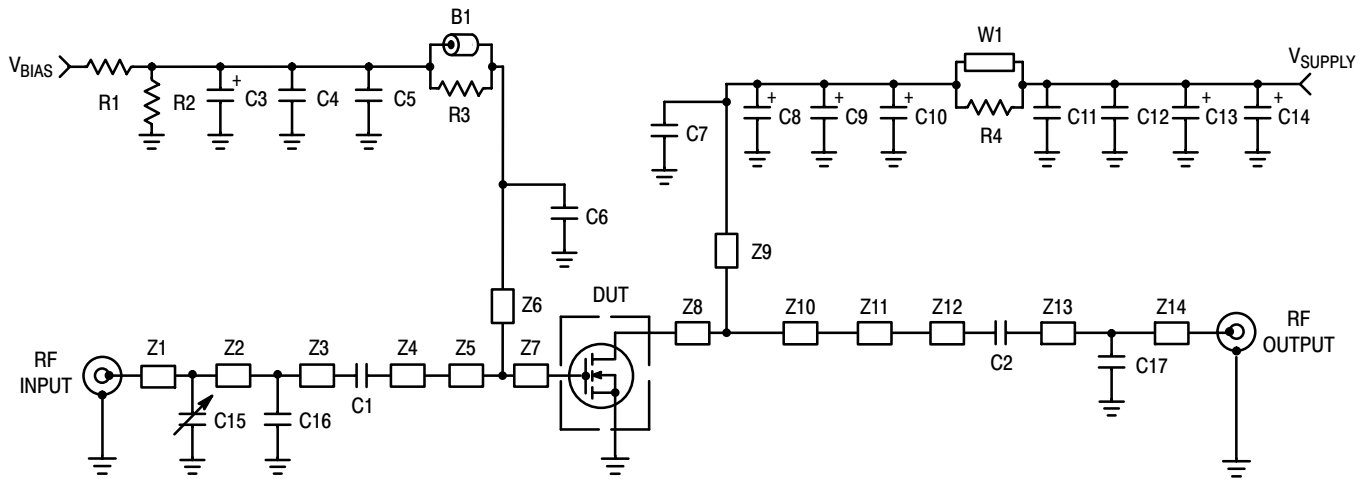 B1
W1
V_BIAS
V_SUPPLY
R1
R2
+
C3
C4
C5
R3
C7
+
C8
+
C9
+
C10
R4
C11
C12
+
C13
+
C14
C6
Z9
Z6
DUT
Z8
Z10
Z11
Z12
Z13
Z14
RF
OUTPUT
C2
C17
RF
INPUT
Z1
Z2
Z3
Z4
Z5
Z7
C1
C15
C16